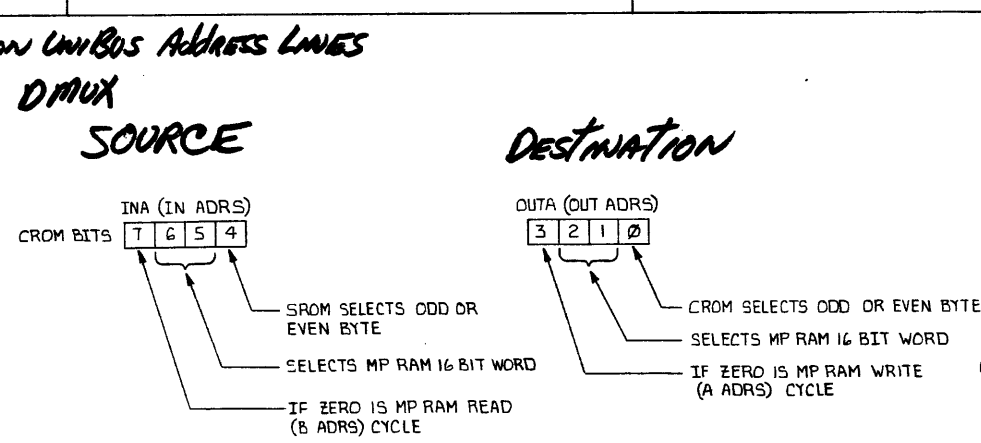 ON UNIBUS Address Lines
DMUX
SOURCE
DESTINATION
INA (IN ADRS)
CROM BITS 7 6 5 4
SROM SELECTS ODD OR
EVEN BYTE
SELECTS MP RAM 16 BIT WORD
IF ZERO IS MP RAM READ
(B ADRS) CYCLE
OUTA (OUT ADRS)
3 2 1 Ø
CROM SELECTS ODD OR EVEN BYTE
SELECTS MP RAM 16 BIT WORD
IF ZERO IS MP RAM WRITE
(A ADRS) CYCLE